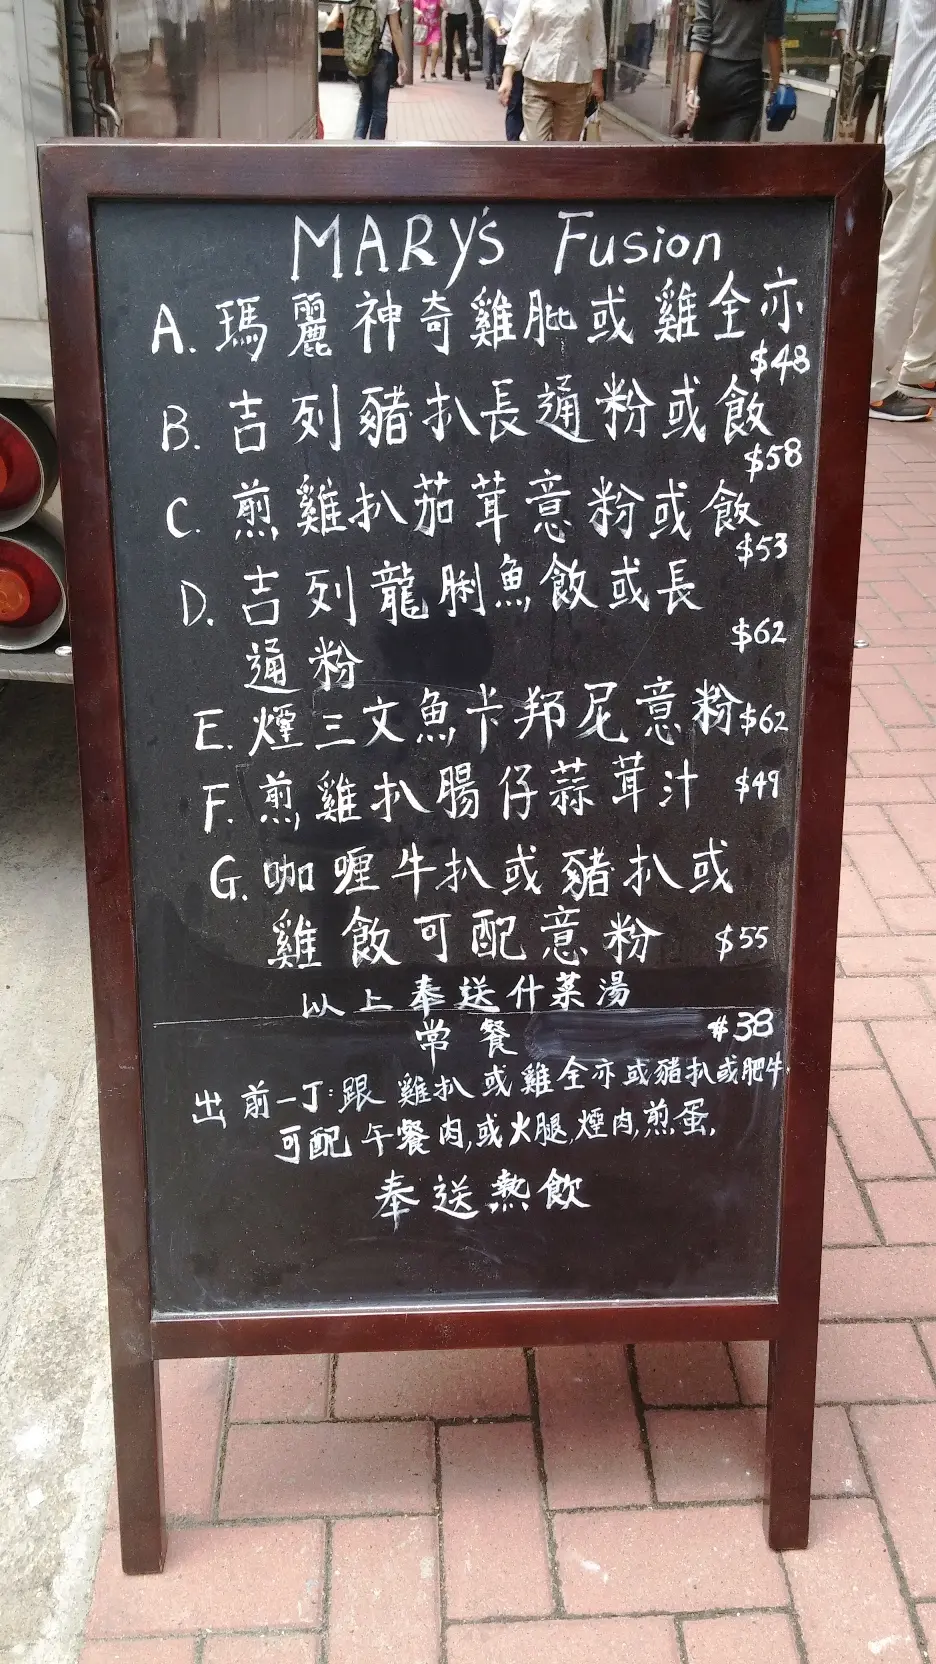 MARY's Fusion
A. 瑪麗神奇雞肶或雞全亦
$48
B. 吉列豬扒長通粉或飯
$58
C. 煎雞扒茄茸意粉或飯
$53
D. 吉列龍脷魚飯或長
$62
通粉
E. 煙三文魚卡邦尼意粉 $62
F. 煎雞扒腸仔蒜茸汁 $49
G. 咖喱牛扒或豬扒或
雞飯可配意粉 $55
以上奉送什菜湯
常餐 $38
出前一丁:跟雞扒或雞全亦或豬扒或肥牛
可配午餐肉,或火腿,煙肉,煎蛋,
奉送熱飲